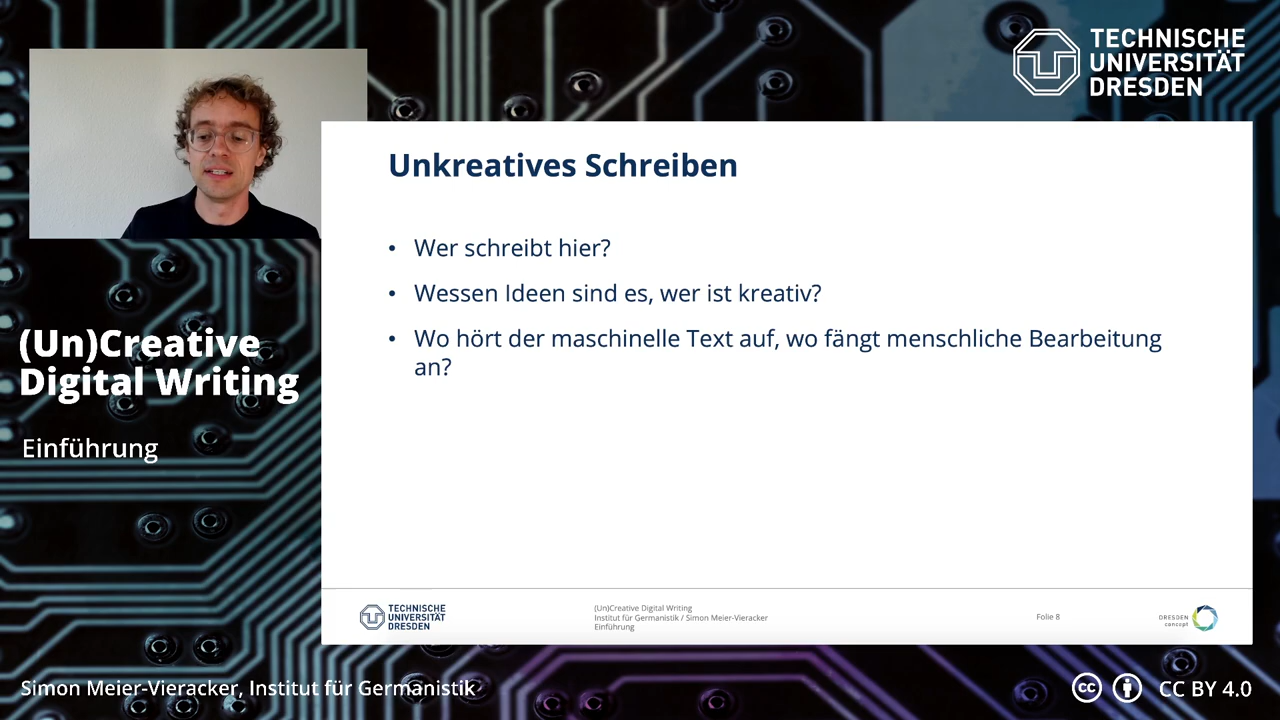 TECHNISCHE
UNIVERSITÄT
DRESDEN
Unkreatives Schreiben
• Wer schreibt hier?
• Wessen Ideen sind es, wer ist kreativ?
• Wo hört der maschinelle Text auf, wo fängt menschliche Bearbeitung
an?
(Un)Creative
Digital Writing
Einführung
TECHNISCHE
UNIVERSITÄT
DRESDEN
(Un)Creative Digital Writing
Institut für Germanistik / Simon Meier-Vieracker
Einführung
Folie 8
DRESDEN
concept
Simon Meier-Vieracker, Institut für Germanistik
cc
CC BY 4.0